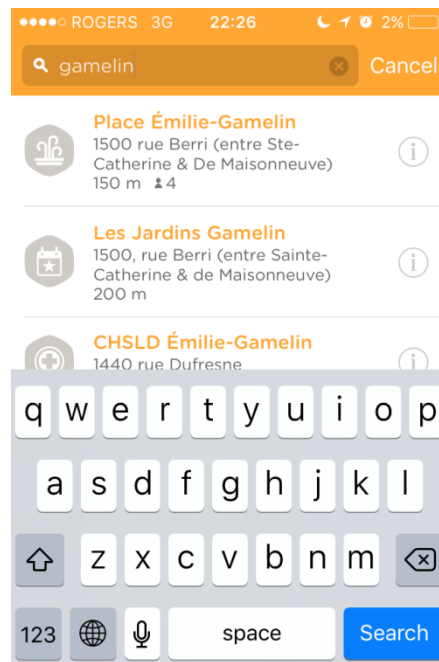 ROGERS 3G 22:26 2%
gamelin Cancel
Place Émilie-Gamelin
1500 rue Berri (entre Ste-
Catherine & De Maisonneuve)
150 m 4
Les Jardins Gamelin
1500, rue Berri (entre Sainte-
Catherine & de Maisonneuve)
200 m
CHSLD Émilie-Gamelin
1440 rue Dufresne
q w e r t y u i o p
a s d f g h j k l
z x c v b n m
123 space Search